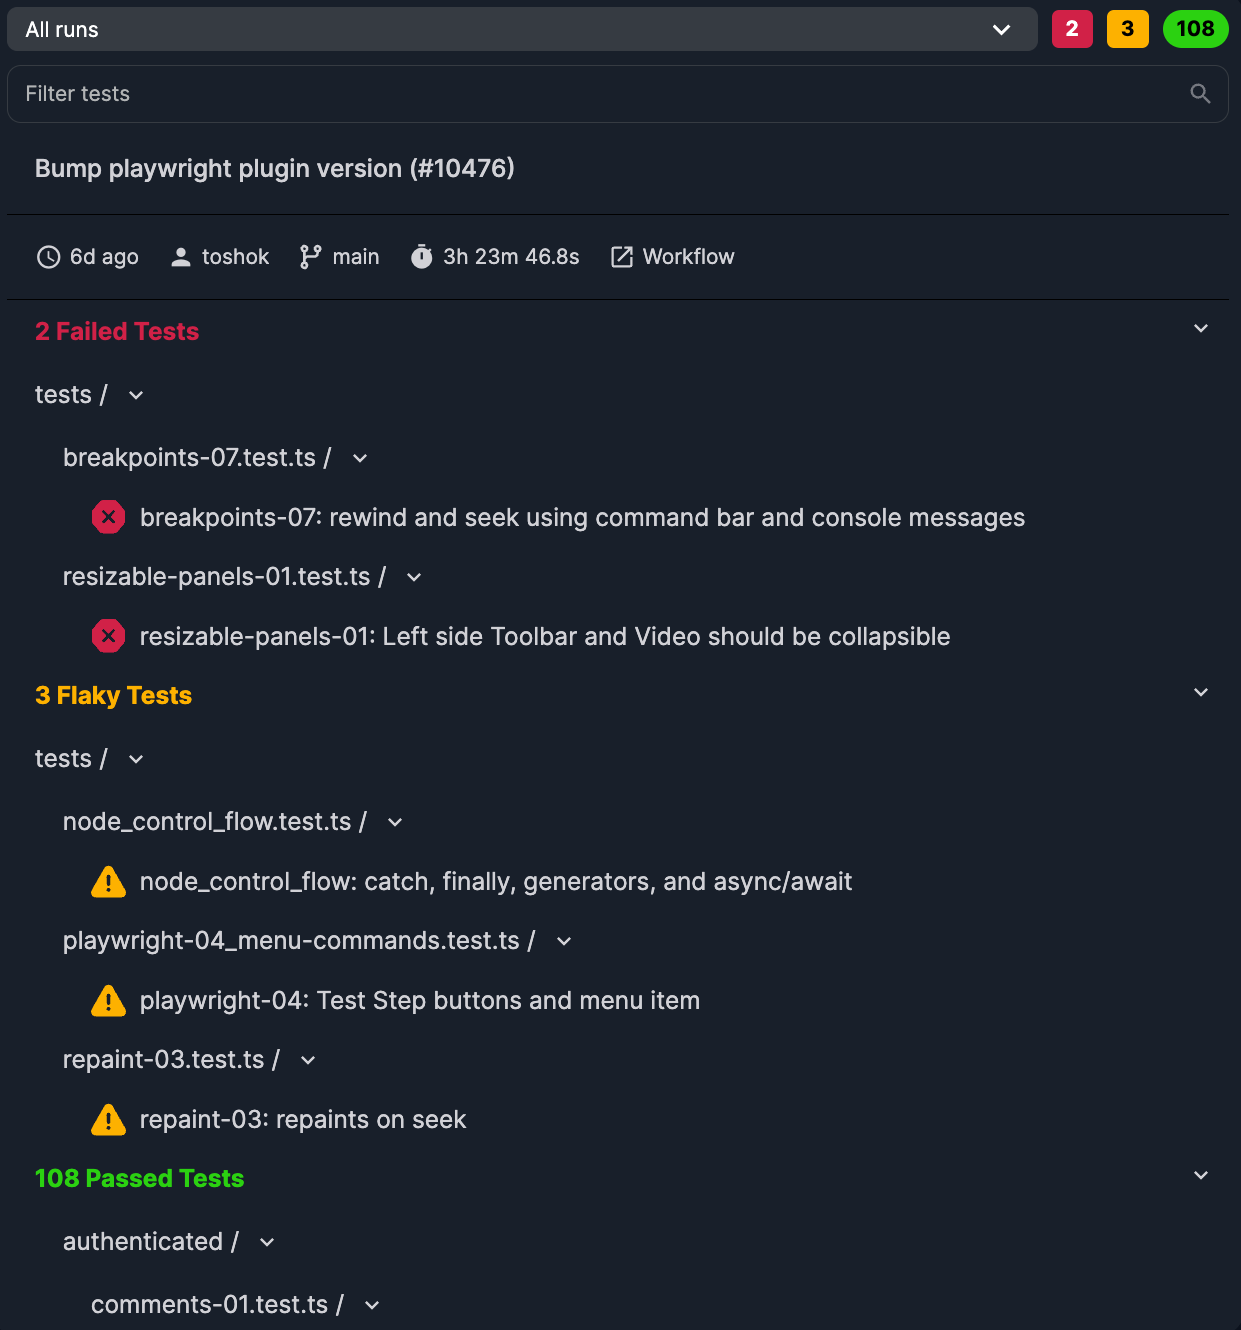 All runs
2
3
108
Filter tests
Bump playwright plugin version (#10476)
6d ago toshok main 3h 23m 46.8s Workflow
2 Failed Tests
tests /
breakpoints-07.test.ts /
breakpoints-07: rewind and seek using command bar and console messages
resizable-panels-01.test.ts /
resizable-panels-01: Left side Toolbar and Video should be collapsible
3 Flaky Tests
tests /
node_control_flow.test.ts /
node_control_flow: catch, finally, generators, and async/await
playwright-04_menu-commands.test.ts /
playwright-04: Test Step buttons and menu item
repaint-03.test.ts /
repaint-03: repaints on seek
108 Passed Tests
authenticated /
comments-01.test.ts /